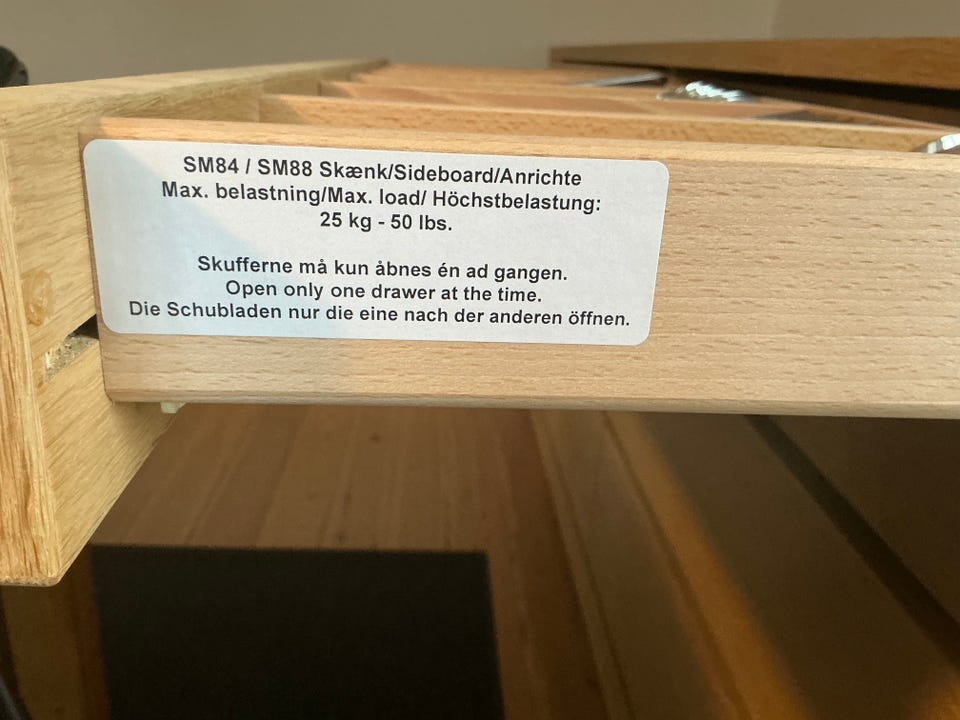 SM84 / SM88 Skænk/Sideboard/Anrichte
Max. belastning/Max. load/ Höchstbelastung:
25 kg - 50 lbs.
Skufferne må kun åbnes én ad gangen.
Open only one drawer at the time.
Die Schubladen nur die eine nach der anderen öffnen.